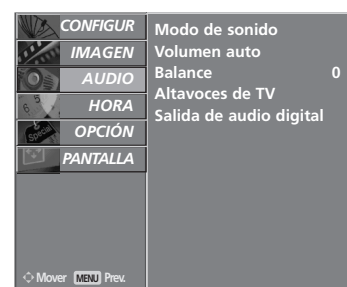 CONFIGUR
IMAGEN
AUDIO
HORA
OPCIÓN
PANTALLA
Modo de sonido
Volumen auto
Balance 0
Altavoces de TV
Salida de audio digital
Special
Mover MENU Prev.